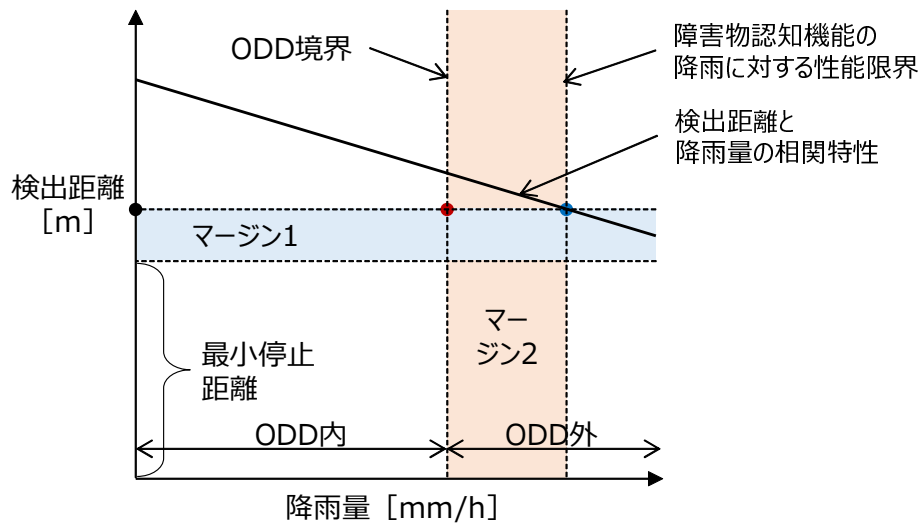 ODD境界
障害物認知機能の
降雨に対する性能限界
検出距離と
降雨量の相関特性
検出距離
［m］
マージン1
マー
ジン2
最小停止
距離
ODD内
ODD外
降雨量［mm/h］